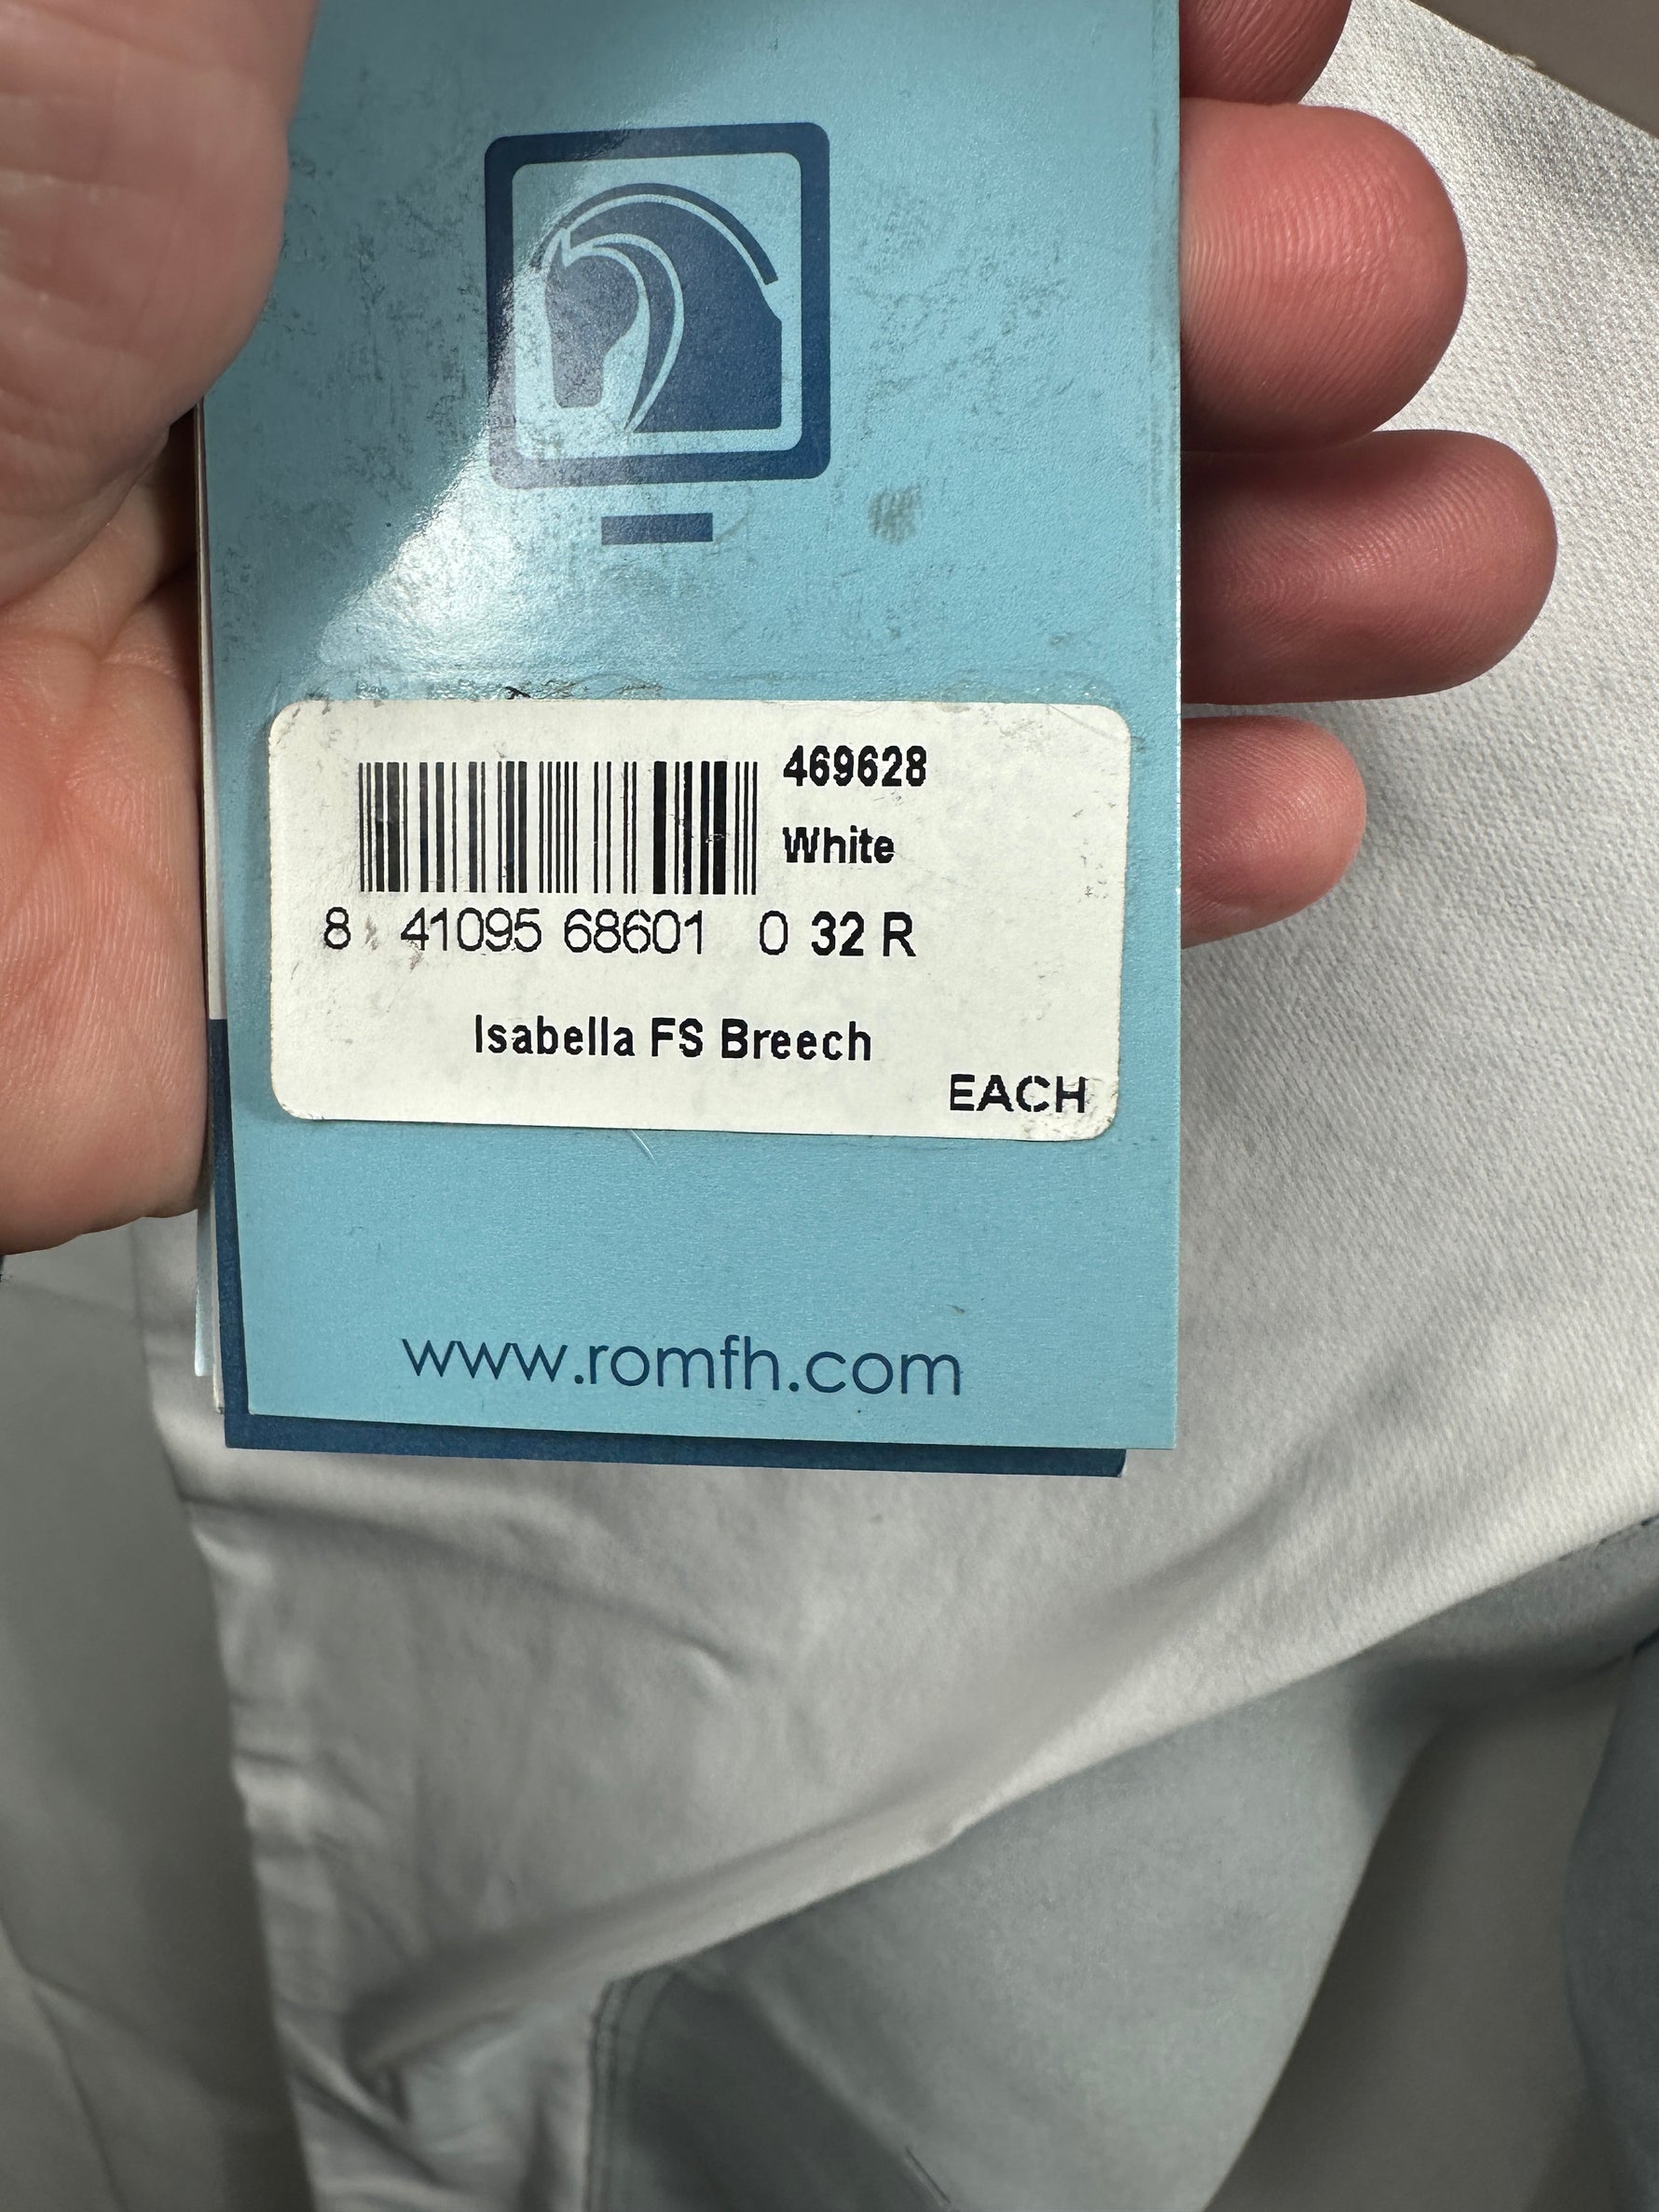 469628
White
8 41095 68601 0 32 R
Isabella FS Breech
EACH
www.romfh.com